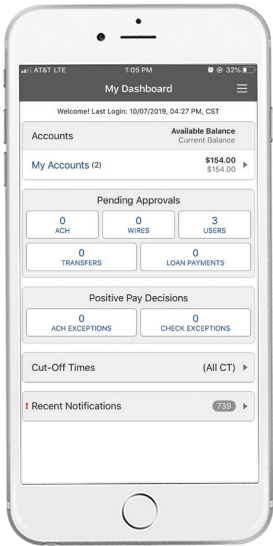 AT&T LTE 1:05 PM 32%
My Dashboard
Welcome! Last Login: 10/07/2019, 04:27 PM, CST
Accounts Available Balance
Current Balance
My Accounts (2) $154.00
$154.00
Pending Approvals
0 0 3
ACH WIRES USERS
0 0
TRANSFERS LOAN PAYMENTS
Positive Pay Decisions
0 0
ACH EXCEPTIONS CHECK EXCEPTIONS
Cut-Off Times (All CT)
! Recent Notifications 739